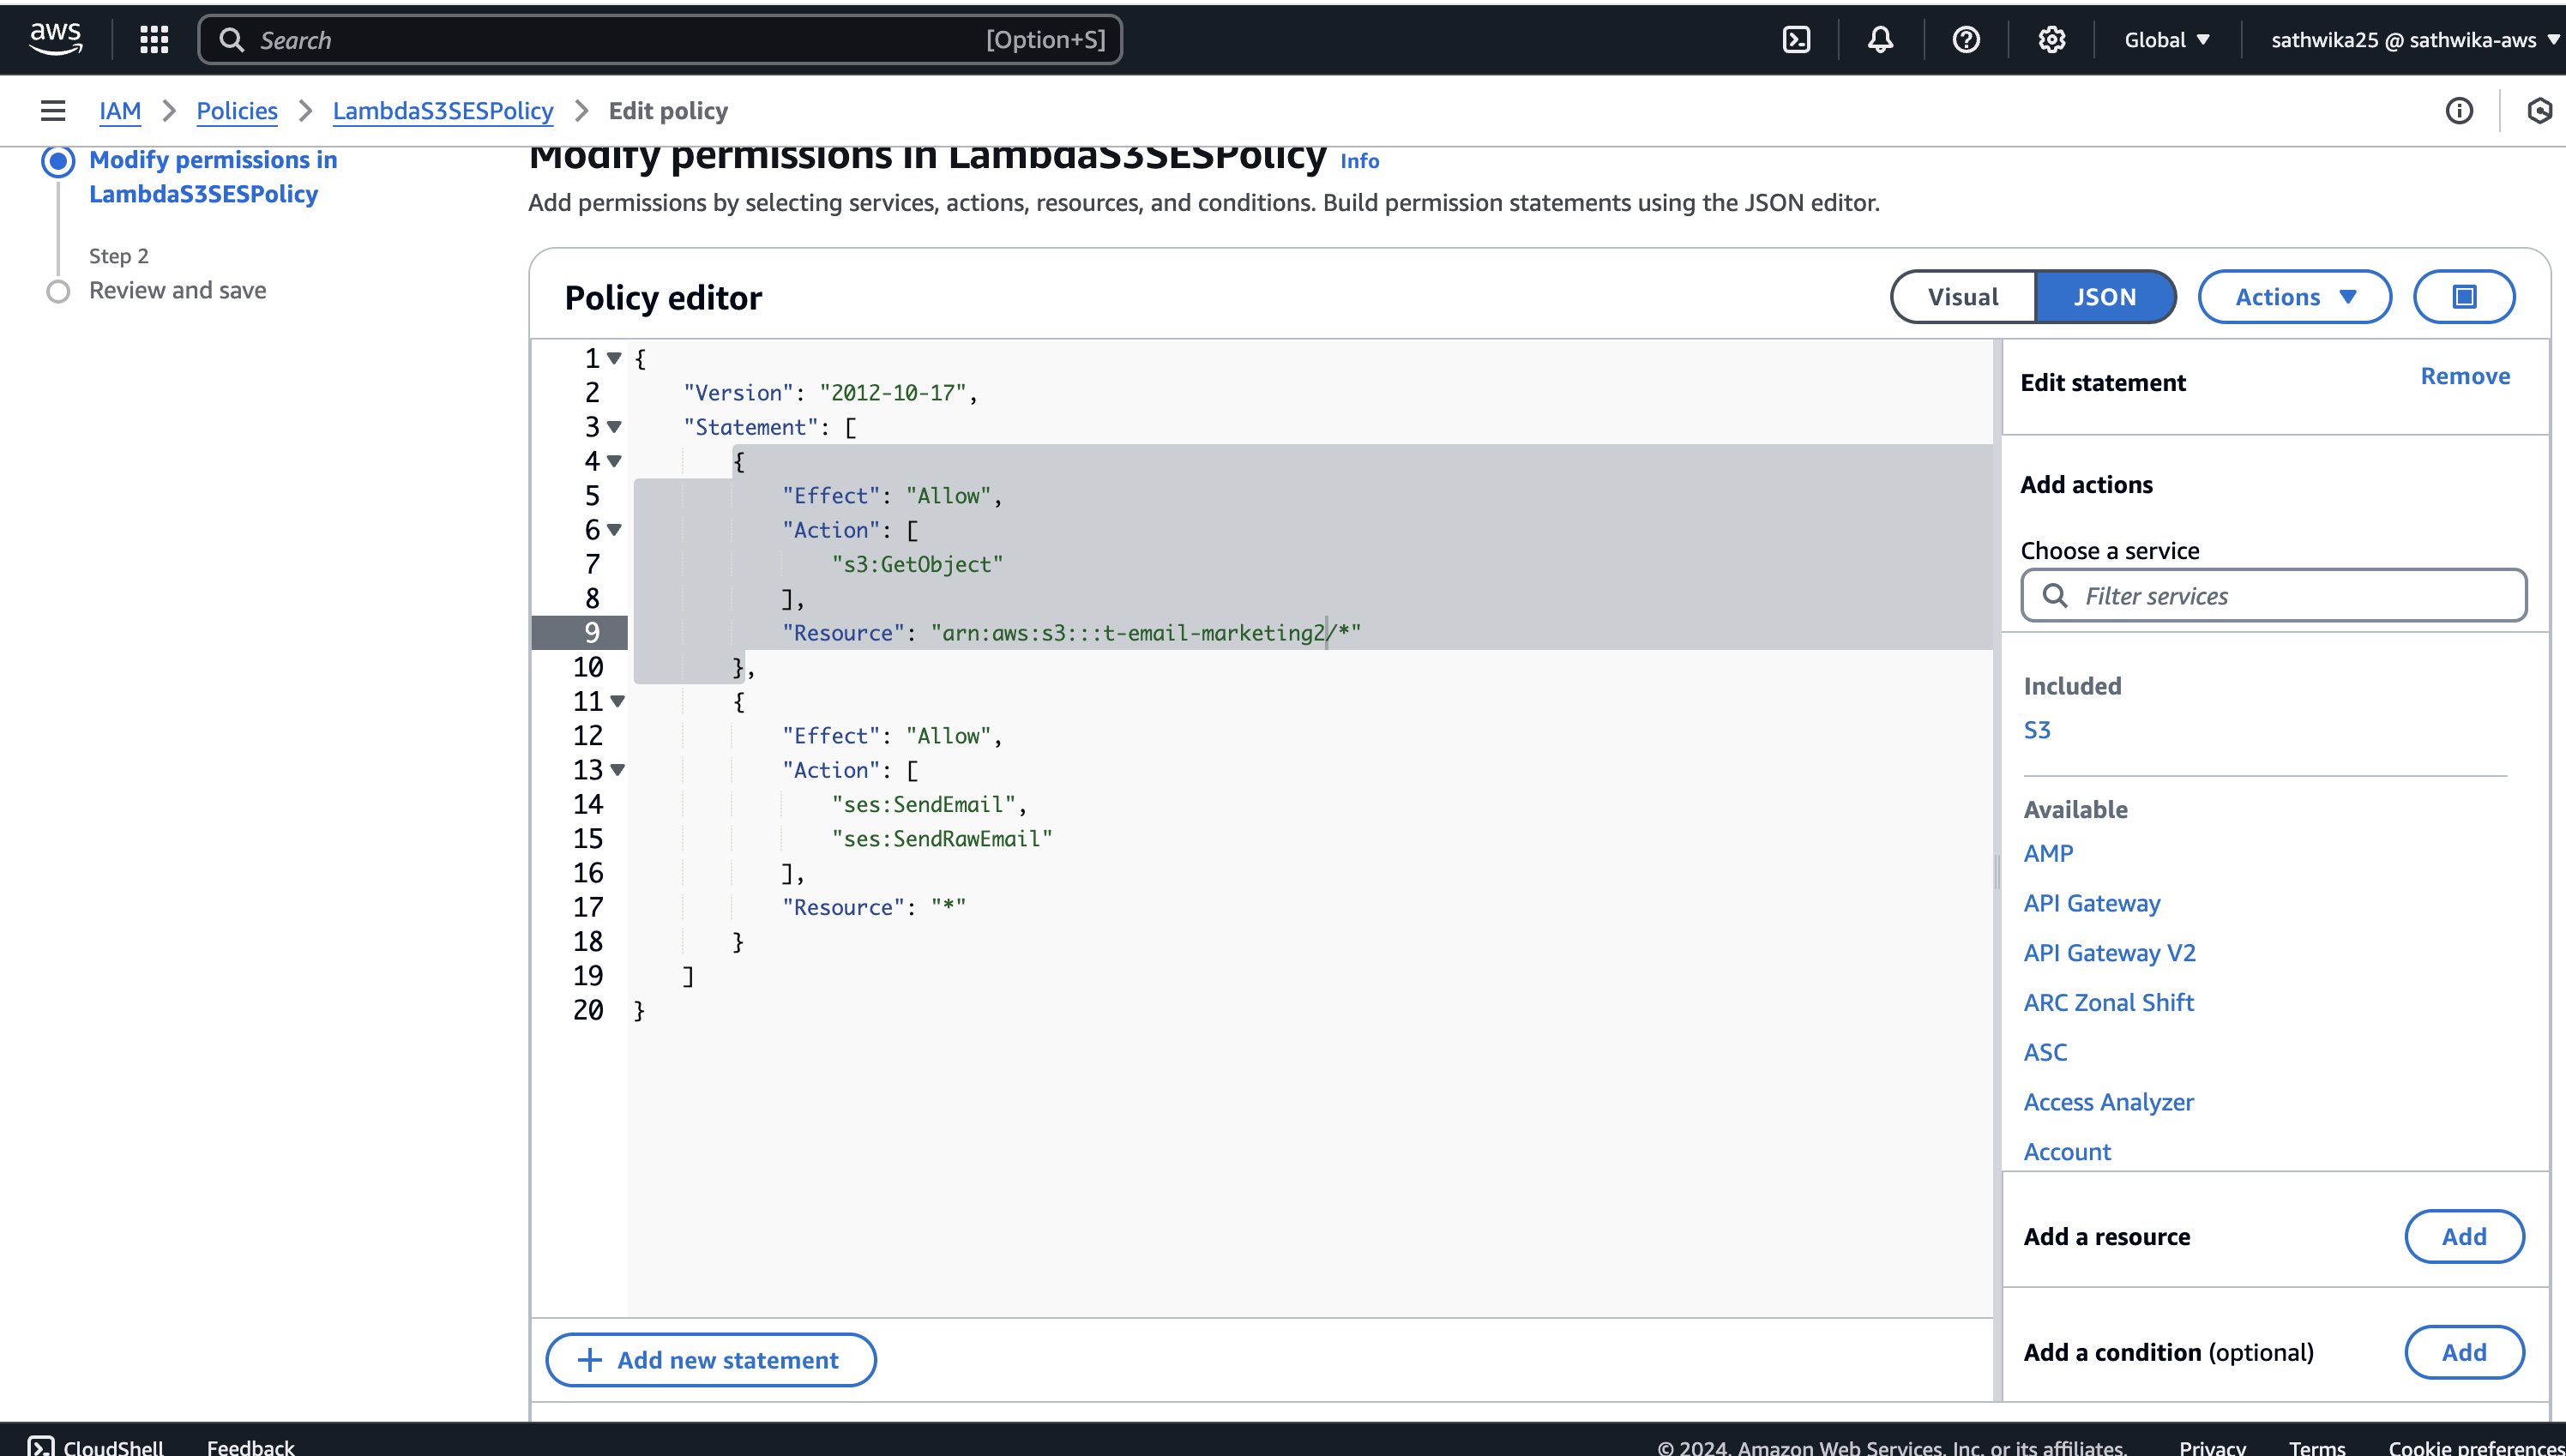 aws
Search [Option+S]
Global
sathwika25 @ sathwika-aws
IAM > Policies > LambdaS3SESPolicy > Edit policy
Modify permissions in
LambdaS3SESPolicy
Step 2
Review and save
Modify permissions in LambdaS3SESPolicy Info
Add permissions by selecting services, actions, resources, and conditions. Build permission statements using the JSON editor.
Policy editor
Visual JSON Actions
1 {
2 "Version": "2012-10-17",
3 "Statement": [
4 {
5 "Effect": "Allow",
6 "Action": [
7 "s3:GetObject"
8 ],
9 "Resource": "arn:aws:s3:::t-email-marketing2/*"
10 },
11 {
12 "Effect": "Allow",
13 "Action": [
14 "ses:SendEmail",
15 "ses:SendRawEmail"
16 ],
17 "Resource": "*"
18 }
19 ]
20 }
+ Add new statement
Edit statement Remove
Add actions
Choose a service
Filter services
Included
S3
Available
AMP
API Gateway
API Gateway V2
ARC Zonal Shift
ASC
Access Analyzer
Account
Add a resource Add
Add a condition (optional) Add
CloudShell Feedback © 2024, Amazon Web Services, Inc. or its affiliates. Privacy Terms Cookie preferences